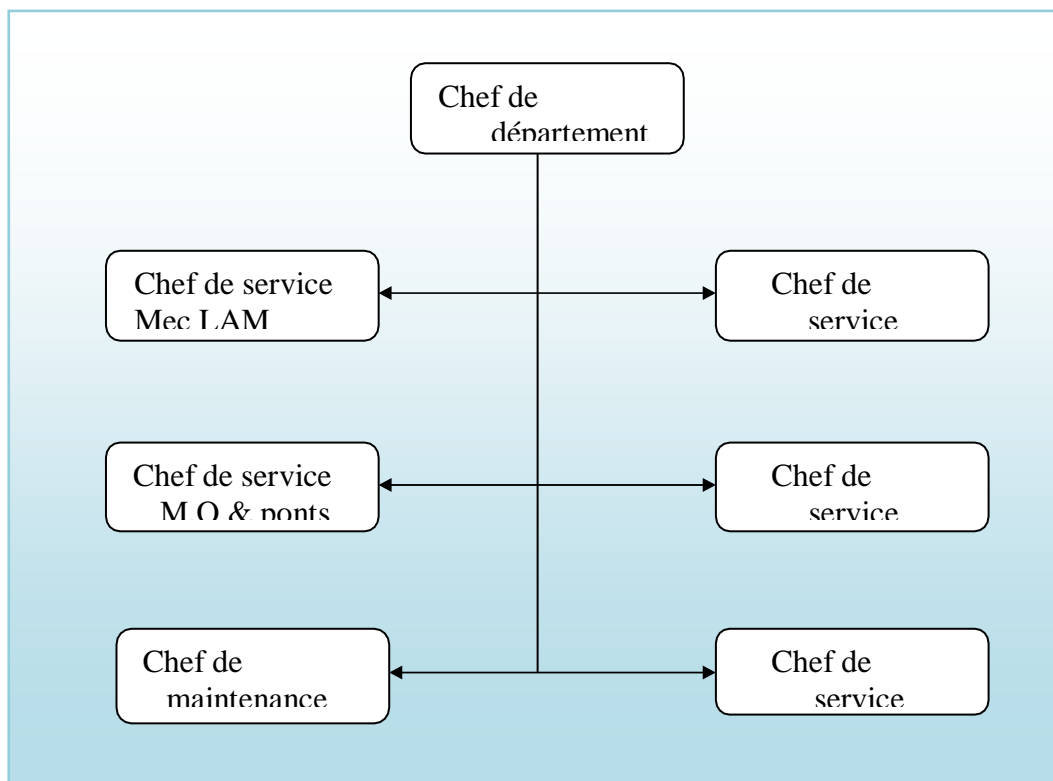 Chef de
département
Chef de service
Mec LAM
Chef de
service
Chef de service
M.O & ponts
Chef de
service
Chef de
maintenance
Chef de
service